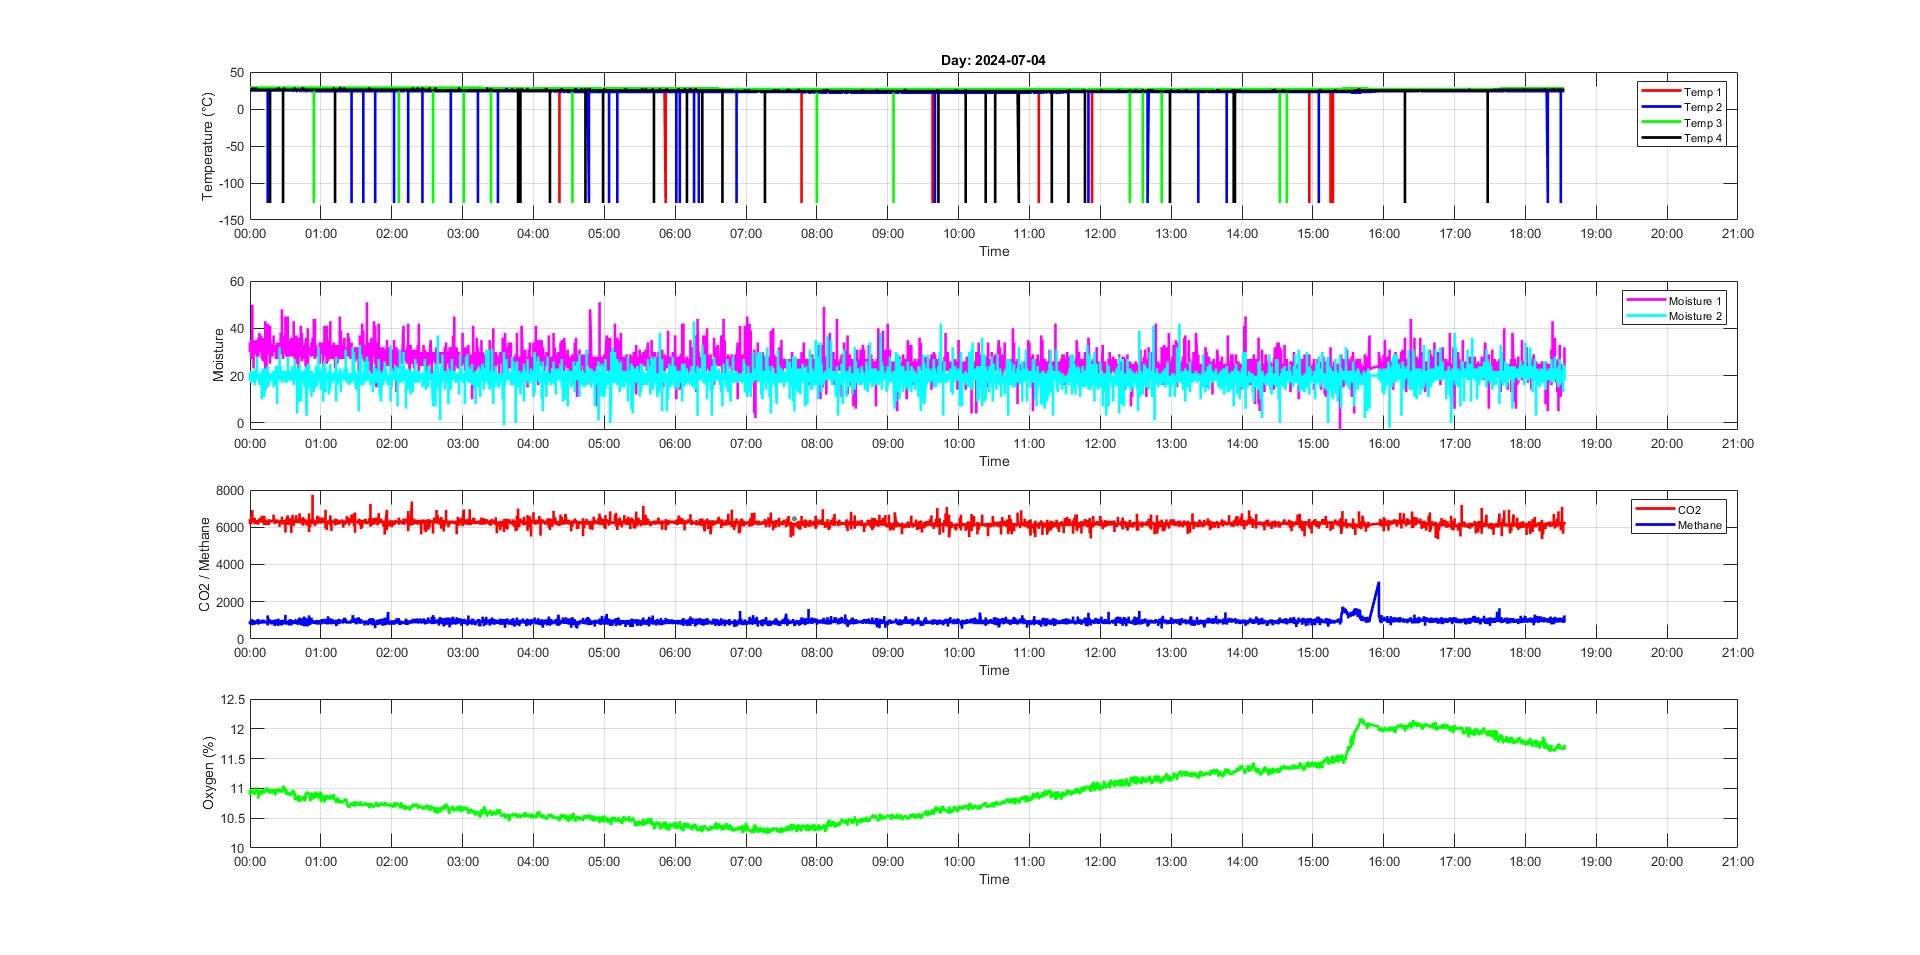 Day: 2024-07-04
Temperature (°C)
50
0
-50
-100
-150
Temp 1
Temp 2
Temp 3
Temp 4
00:00 01:00 02:00 03:00 04:00 05:00 06:00 07:00 08:00 09:00 10:00 11:00 12:00 13:00 14:00 15:00 16:00 17:00 18:00 19:00 20:00 21:00
Time
Moisture
60
40
20
0
Moisture 1
Moisture 2
00:00 01:00 02:00 03:00 04:00 05:00 06:00 07:00 08:00 09:00 10:00 11:00 12:00 13:00 14:00 15:00 16:00 17:00 18:00 19:00 20:00 21:00
Time
CO2 / Methane
8000
6000
4000
2000
0
CO2
Methane
00:00 01:00 02:00 03:00 04:00 05:00 06:00 07:00 08:00 09:00 10:00 11:00 12:00 13:00 14:00 15:00 16:00 17:00 18:00 19:00 20:00 21:00
Time
Oxygen (%)
12.5
12
11.5
11
10.5
10
00:00 01:00 02:00 03:00 04:00 05:00 06:00 07:00 08:00 09:00 10:00 11:00 12:00 13:00 14:00 15:00 16:00 17:00 18:00 19:00 20:00 21:00
Time